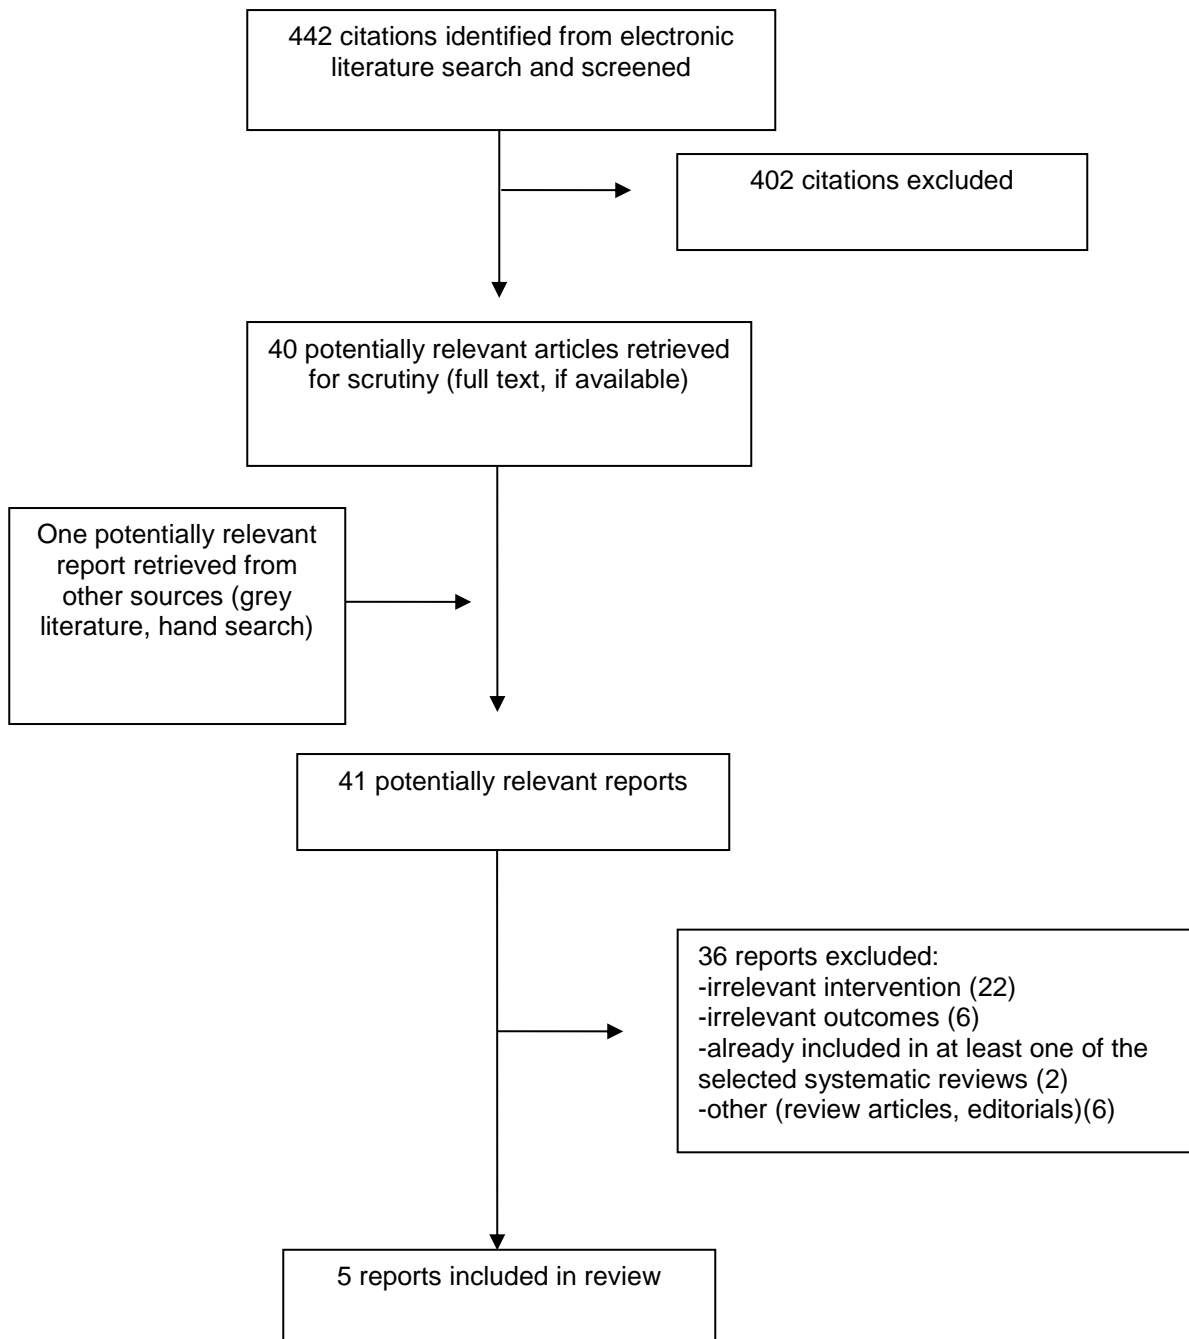 442 citations identified from electronic
literature search and screened
402 citations excluded
40 potentially relevant articles retrieved
for scrutiny (full text, if available)
One potentially relevant
report retrieved from
other sources (grey
literature, hand search)
41 potentially relevant reports
36 reports excluded:
-irrelevant intervention (22)
-irrelevant outcomes (6)
-already included in at least one of the
selected systematic reviews (2)
-other (review articles, editorials)(6)
5 reports included in review